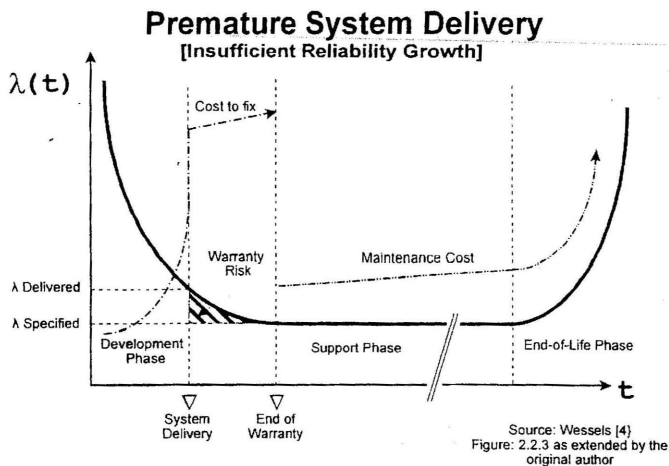 Premature System Delivery
[Insufficient Reliability Growth]
λ(t)
Cost to fix
Warranty
Risk
Maintenance Cost
λ Delivered
λ Specified
Development
Phase
Support Phase
End-of-Life Phase
t
System
Delivery
End of
Warranty
Source: Wessels [4}
Figure: 2.2.3 as extended by the
original author